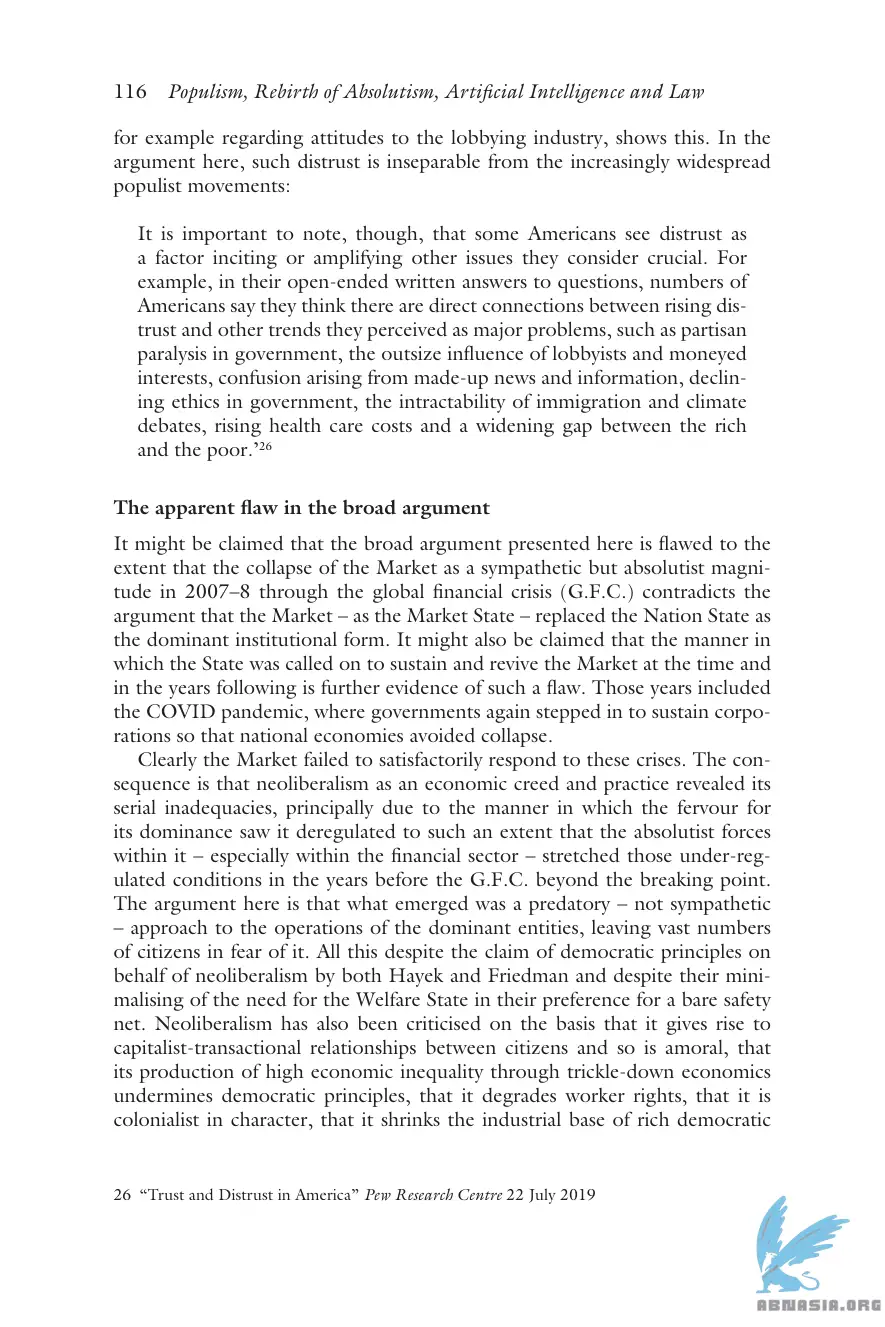 116 Populism, Rebirth of Absolutism, Artificial Intelligence and Law
for example regarding attitudes to the lobbying industry, shows this. In the
argument here, such distrust is inseparable from the increasingly widespread
populist movements:
It is important to note, though, that some Americans see distrust as
a factor inciting or amplifying other issues they consider crucial. For
example, in their open-ended written answers to questions, numbers of
Americans say they think there are direct connections between rising dis-
trust and other trends they perceived as major problems, such as partisan
paralysis in government, the outsize influence of lobbyists and moneyed
interests, confusion arising from made-up news and information, declin-
ing ethics in government, the intractability of immigration and climate
debates, rising health care costs and a widening gap between the rich
and the poor.’26
The apparent flaw in the broad argument
It might be claimed that the broad argument presented here is flawed to the
extent that the collapse of the Market as a sympathetic but absolutist magni-
tude in 2007–8 through the global financial crisis (G.F.C.) contradicts the
argument that the Market – as the Market State – replaced the Nation State as
the dominant institutional form. It might also be claimed that the manner in
which the State was called on to sustain and revive the Market at the time and
in the years following is further evidence of such a flaw. Those years included
the COVID pandemic, where governments again stepped in to sustain corpo-
rations so that national economies avoided collapse.
Clearly the Market failed to satisfactorily respond to these crises. The con-
sequence is that neoliberalism as an economic creed and practice revealed its
serial inadequacies, principally due to the manner in which the fervour for
its dominance saw it deregulated to such an extent that the absolutist forces
within it – especially within the financial sector – stretched those under-reg-
ulated conditions in the years before the G.F.C. beyond the breaking point.
The argument here is that what emerged was a predatory – not sympathetic
– approach to the operations of the dominant entities, leaving vast numbers
of citizens in fear of it. All this despite the claim of democratic principles on
behalf of neoliberalism by both Hayek and Friedman and despite their mini-
malising of the need for the Welfare State in their preference for a bare safety
net. Neoliberalism has also been criticised on the basis that it gives rise to
capitalist-transactional relationships between citizens and so is amoral, that
its production of high economic inequality through trickle-down economics
undermines democratic principles, that it degrades worker rights, that it is
colonialist in character, that it shrinks the industrial base of rich democratic
26 “Trust and Distrust in America” Pew Research Centre 22 July 2019
ABNASIA.ORG